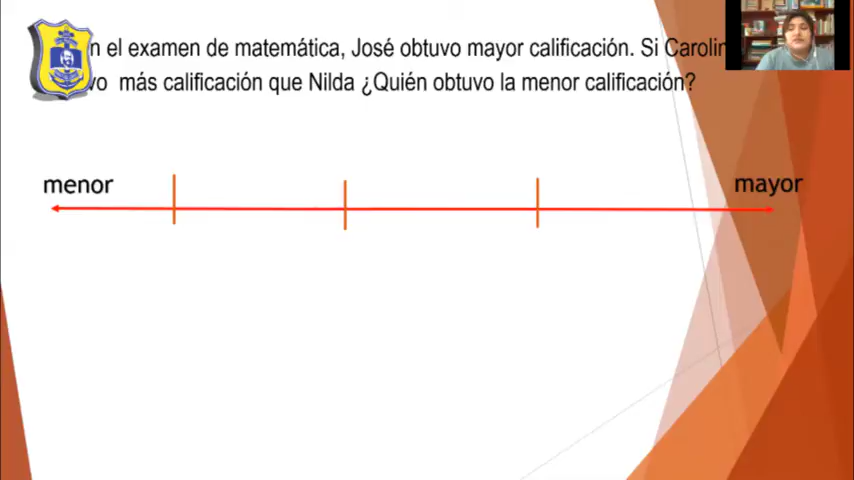 n el examen de matemática, José obtuvo mayor calificación. Si Carolin
vo más calificación que Nilda ¿Quién obtuvo la menor calificación?
menor
mayor